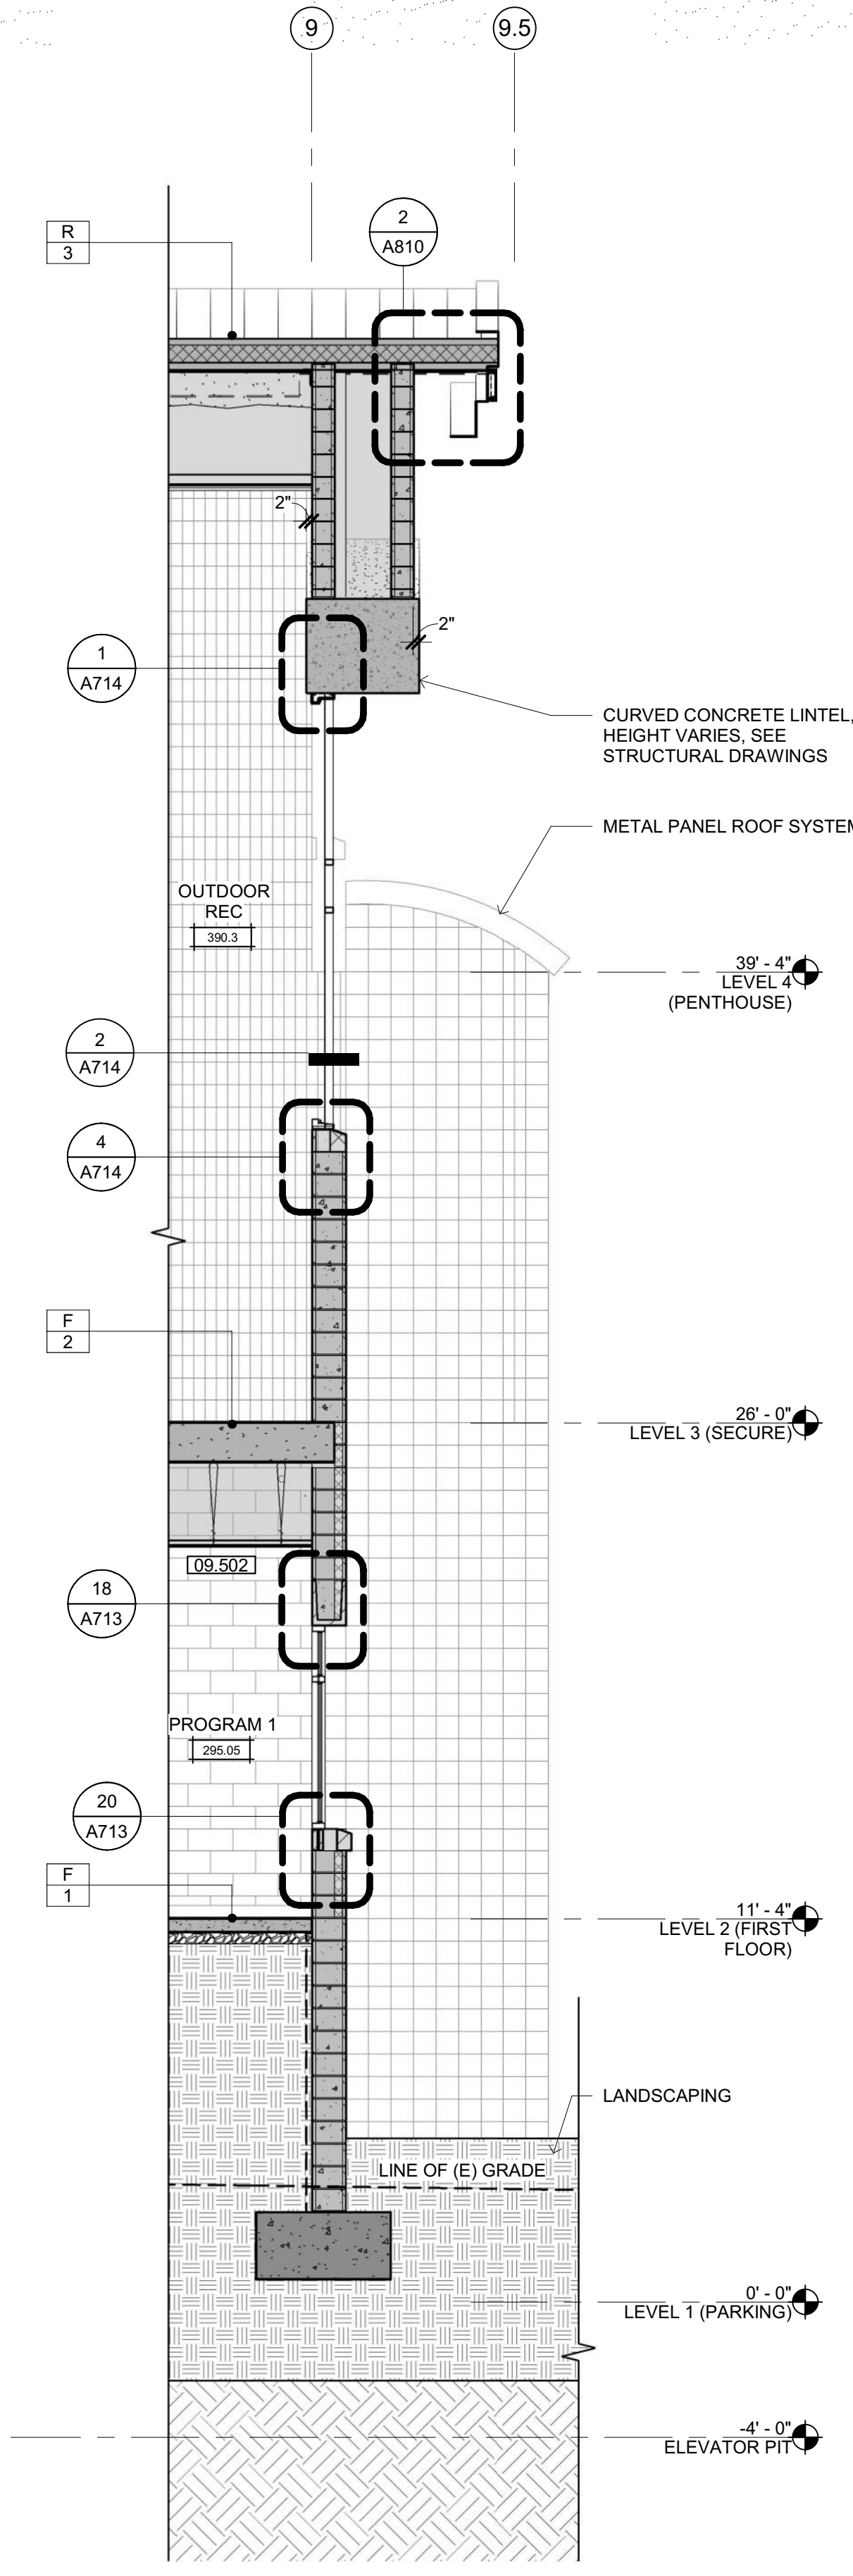 9
9.5
2
A810
R
3
2"
2"
1
A714
CURVED CONCRETE LINTEL,
HEIGHT VARIES, SEE
STRUCTURAL DRAWINGS
METAL PANEL ROOF SYSTEM
OUTDOOR
REC
390.3
39' - 4"
LEVEL 4
(PENTHOUSE)
2
A714
4
A714
F
2
26' - 0"
LEVEL 3 (SECURE)
09.502
18
A713
PROGRAM 1
295.05
20
A713
F
1
11' - 4"
LEVEL 2 (FIRST
FLOOR)
LANDSCAPING
LINE OF (E) GRADE
0' - 0"
LEVEL 1 (PARKING)
-4' - 0"
ELEVATOR PIT